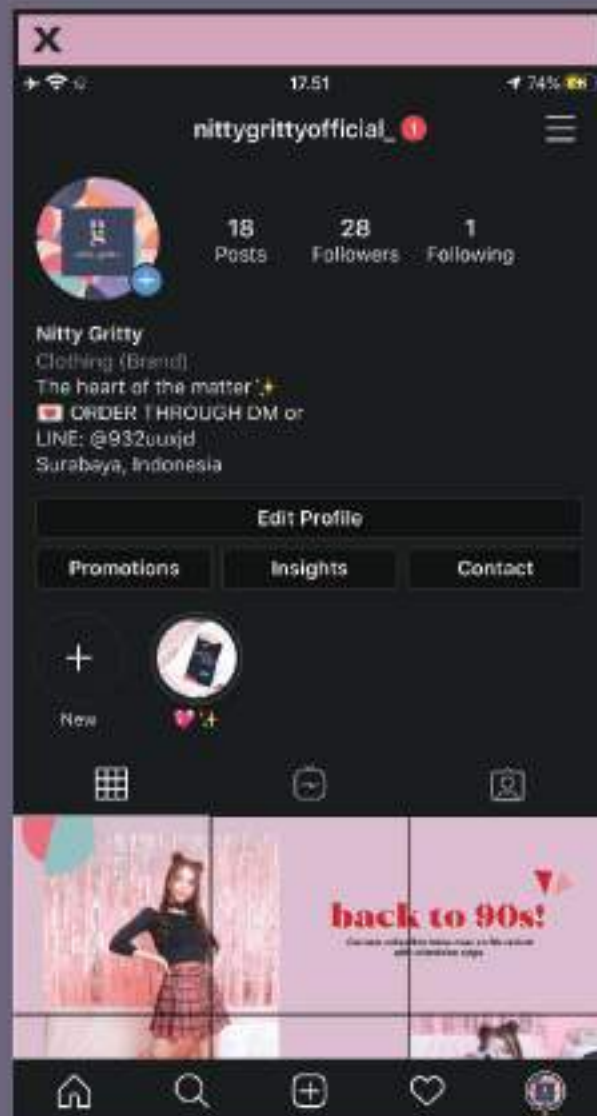 X
17.51
74%
nittygrittyofficial_ 1
18 28 1
Posts Followers Following
Nitty Gritty
Clothing (Brand)
The heart of the matter
ORDER THROUGH DM or
LINE: @932uuxjd
Surabaya, Indonesia
Edit Profile
Promotions Insights Contact
New
back to 90s!